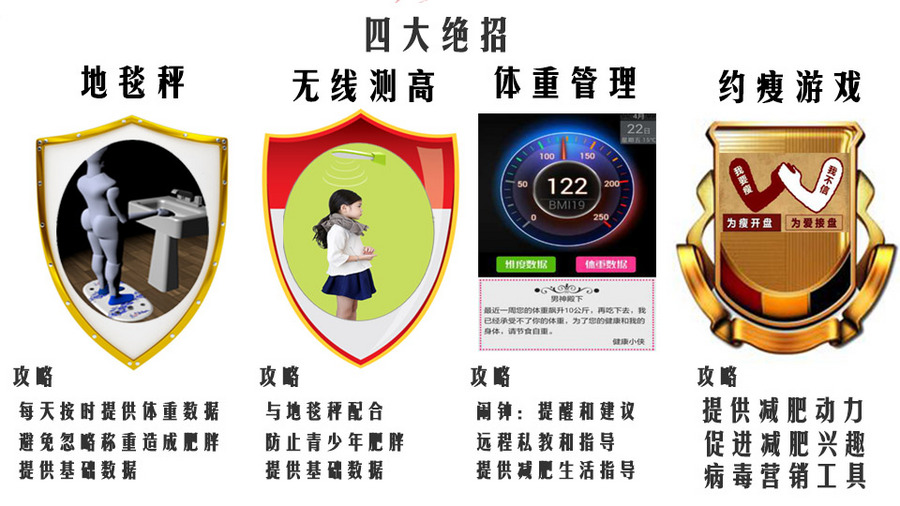 四大绝招
地毯秤
无线测高
体重管理
约瘦游戏
4月
22日
星期五 15℃
0
50
100
150
200
250
122
BMI19
维度数据
体重数据
男神殿下
最近一周您的体重飙升10公斤，再吃下去，我
已经承受不了你的体重，为了您的健康和我的
身体，请节食自重。
健康小侠
我要瘦
我不信
为瘦开盘
为爱接盘
攻略
每天按时提供体重数据
避免忽略称重造成肥胖
提供基础数据
攻略
与地毯秤配合
防止青少年肥胖
提供基础数据
攻略
闹钟：提醒和建议
远程私教和指导
提供减肥生活指导
攻略
提供减肥动力
促进减肥兴趣
病毒营销工具